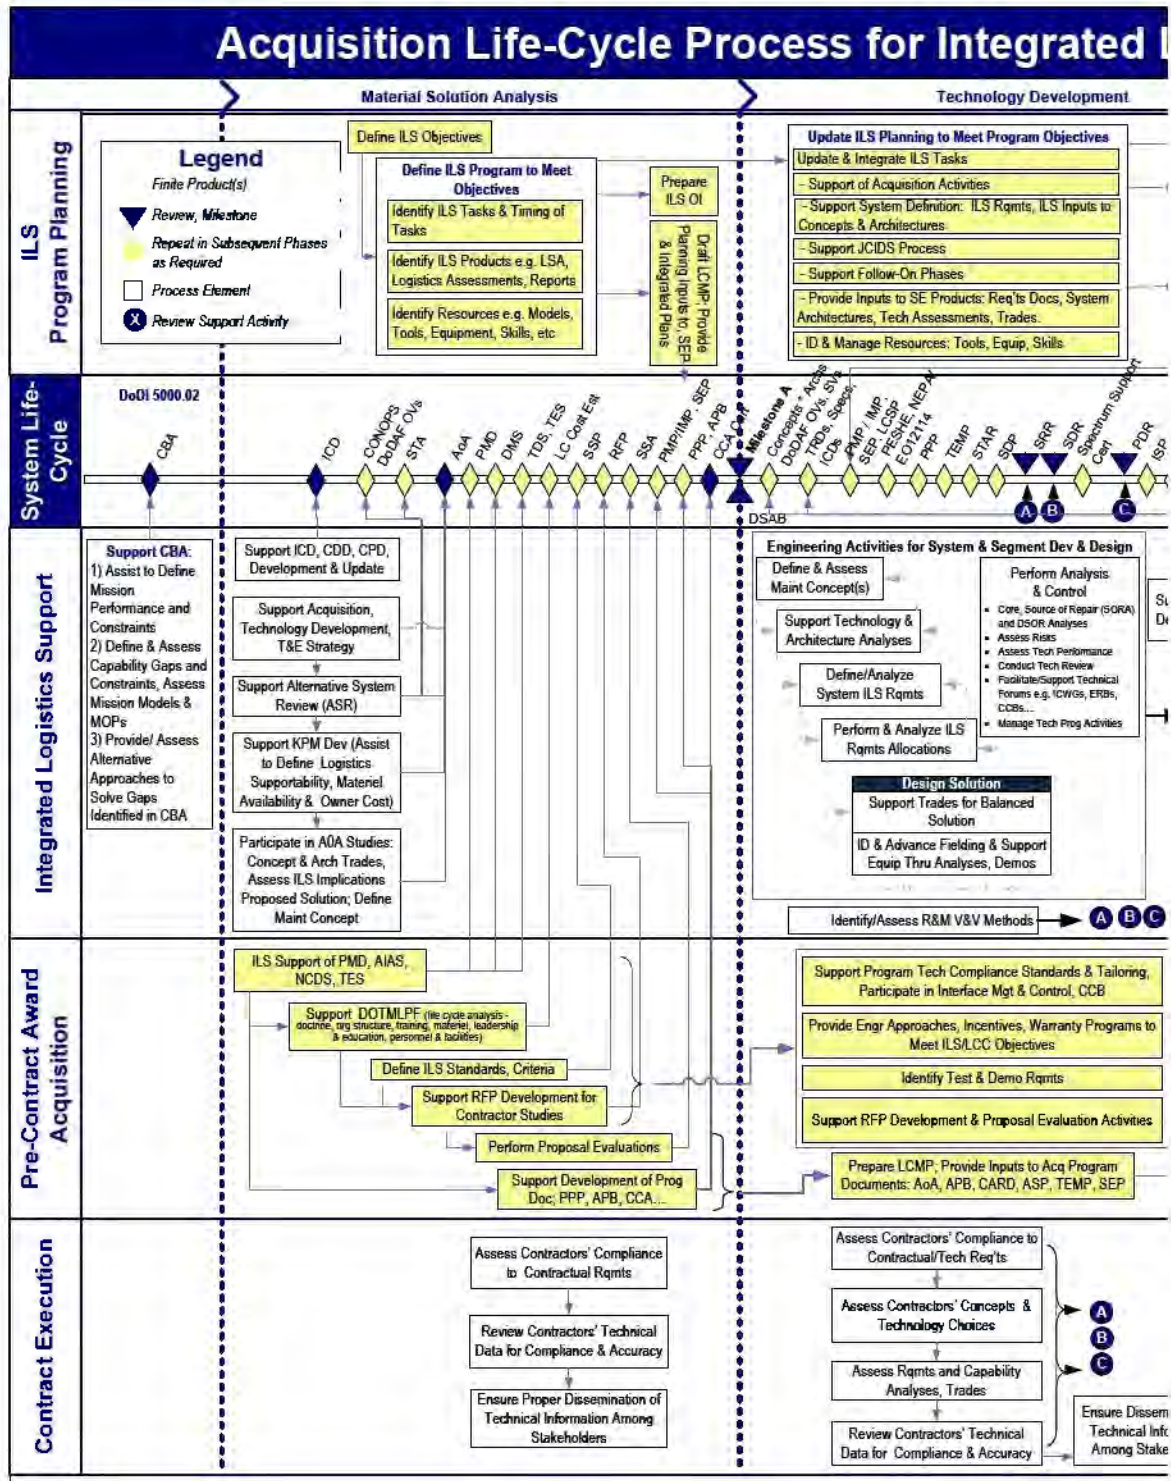 Acquisition Life-Cycle Process for Integrated
Material Solution Analysis
Technology Development
ILS
Program Planning
Legend
Finite Product(s)
Review, Milestone
Repeat in Subsequent Phases
as Required
Process Element
X
Review Support Activity
Define ILS Objectives
Define ILS Program to Meet
Objectives
Identify ILS Tasks & Timing of
Tasks
Identify ILS Products e.g. LSA,
Logistics Assessments, Reports
Identify Resources e.g. Models,
Tools, Equipment, Skills, etc
Prepare
ILS OI
Draft LCMP; Provide
Planning Inputs to, SEP
& Integrated Plans
Update ILS Planning to Meet Program Objectives
Update & Integrate ILS Tasks
- Support of Acquisition Activities
- Support System Definition: ILS Rqmts, ILS Inputs to
Concepts & Architectures
- Support JCIDS Process
- Support Follow-On Phases
- Provide Inputs to SE Products: Req'ts Docs, System
Architectures, Tech Assessments, Trades.
- ID & Manage Resources: Tools, Equip, Skills
System Life-
Cycle
DoDI 5000.02
CBA
ICD
CONOPS
DoDAF OVs
STA
AoA
PMD
DMS
TDS, TES
LC Cost Est
SSP
RFP
SSA
PMP/IMP, SEP
PPP, APB
CCA Cert
Milestone A
Concepts + Archs
DoDAF OVs, SVs
TRDs, Specs,
ICDs
PMP / IMP,
SEP, LCSP
PESHE, NEPA/
EO12114
PPP
TEMP
STAR
SDP
SRR
SDR
Spectrum Support
Cert
PDR
ISP
DSAB
A
B
C
Integrated Logistics Support
Support CBA:
1) Assist to Define
Mission
Performance and
Constraints
2) Define & Assess
Capability Gaps and
Constraints, Assess
Mission Models &
MOPs
3) Provide/ Assess
Alternative
Approaches to
Solve Gaps
Identified in CBA
Support ICD, CDD, CPD,
Development & Update
Support Acquisition,
Technology Development,
T&E Strategy
Support Alternative System
Review (ASR)
Support KPM Dev (Assist
to Define Logistics
Supportability, Materiel
Availability & Owner Cost)
Participate in A0A Studies:
Concept & Arch Trades,
Assess ILS Implications
Proposed Solution; Define
Maint Concept
Engineering Activities for System & Segment Dev & Design
Define & Assess
Maint Concept(s)
Support Technology &
Architecture Analyses
Define/Analyze
System ILS Rqmts
Perform & Analyze ILS
Rqmts Allocations
Perform Analysis
& Control
Core, Source of Repair (SORA)
and DSOR Analyses
Assess Risks
Assess Tech Performance
Conduct Tech Review
Facilitate/Support Technical
Forums e.g. ICWGs, ERBs,
CCBs....
Manage Tech Prog Activities
Design Solution
Support Trades for Balanced
Solution
ID & Advance Fielding & Support
Equip Thru Analyses, Demos
Identify/Assess R&M V&V Methods
A B C
Pre-Contract Award
Acquisition
ILS Support of PMD, AIAS,
NCDS, TES
Support DOTMLPF (life cycle analysis -
doctrine, org structure, training, materiel, leadership
& education, personnel & facilities)
Define ILS Standards, Criteria
Support RFP Development for
Contractor Studies
Perform Proposal Evaluations
Support Development of Prog
Doc; PPP, APB, CCA....
Support Program Tech Compliance Standards & Tailoring,
Participate in Interface Mgt & Control, CCB
Provide Engr Approaches, Incentives, Warranty Programs to
Meet ILS/LCC Objectives
Identify Test & Demo Rqmts
Support RFP Development & Proposal Evaluation Activities
Prepare LCMP; Provide Inputs to Acq Program
Documents: AoA, APB, CARD, ASP, TEMP, SEP
Contract Execution
Assess Contractors' Compliance
to Contractual Rqmts
Review Contractors' Technical
Data for Compliance & Accuracy
Ensure Proper Dissemination of
Technical Information Among
Stakeholders
Assess Contractors' Compliance to
Contractual/Tech Req'ts
Assess Contractors' Concepts &
Technology Choices
Assess Rqmts and Capability
Analyses, Trades
Review Contractors' Technical
Data for Compliance & Accuracy
A
B
C
Ensure Dissem
Technical Info
Among Stake